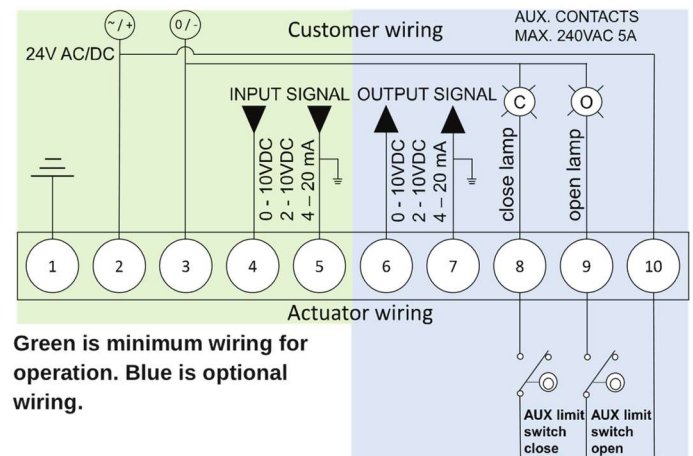 ~ / +
0 / -
Customer wiring
AUX. CONTACTS
MAX. 240VAC 5A
24V AC/DC
INPUT SIGNAL
OUTPUT SIGNAL
C
O
0 - 10VDC
2 - 10VDC
4 – 20 mA
0 - 10VDC
2 - 10VDC
4 – 20 mA
close lamp
open lamp
1
2
3
4
5
6
7
8
9
10
Actuator wiring
Green is minimum wiring for
operation. Blue is optional
wiring.
AUX limit
switch
close
AUX limit
switch
open